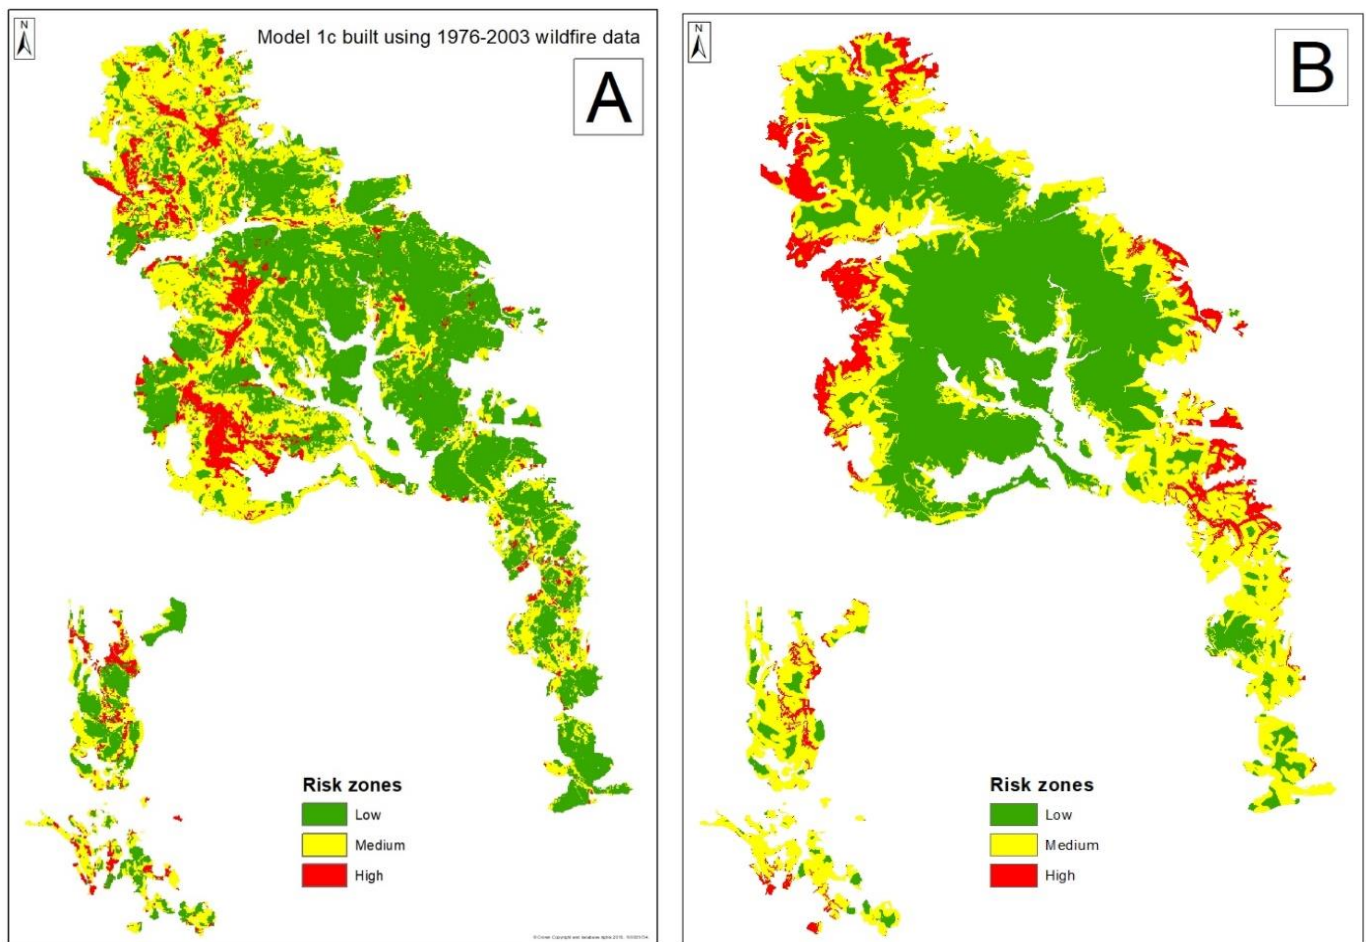 N
Model 1c built using 1976-2003 wildfire data
A
Risk zones
Low
Medium
High
N
B
Risk zones
Low
Medium
High